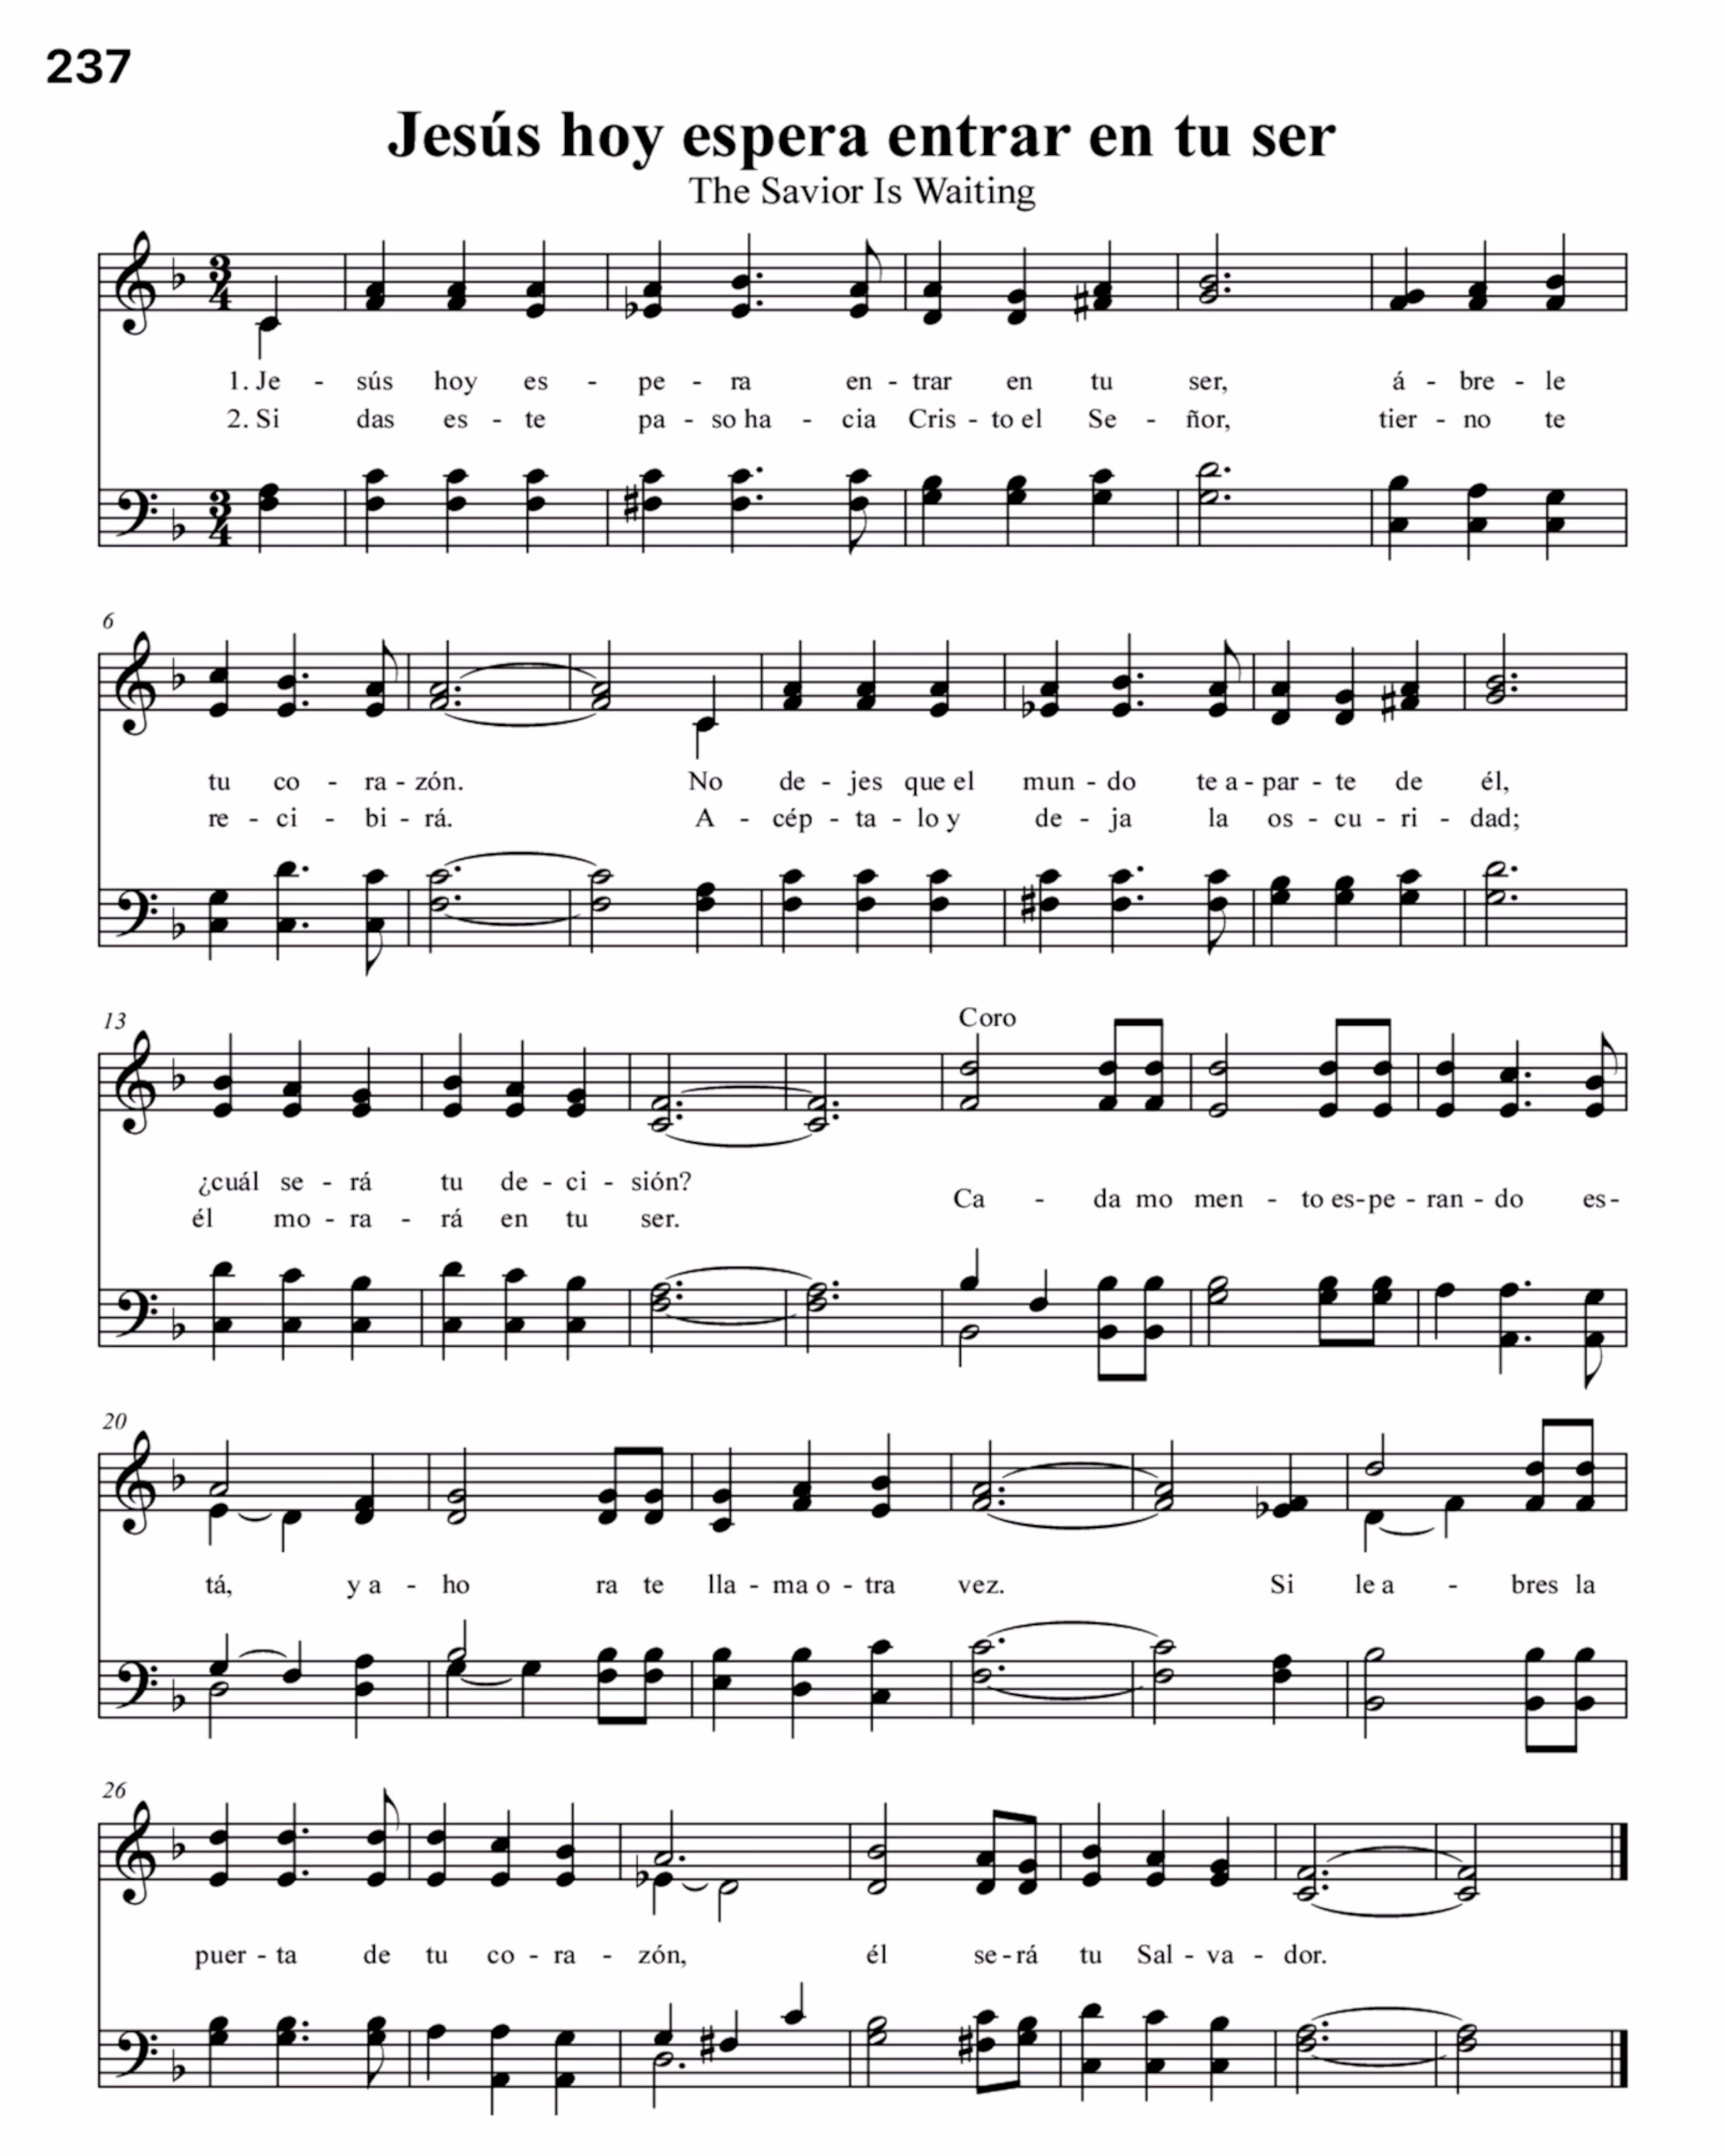 237
Jesús hoy espera entrar en tu ser
The Savior Is Waiting
3 4
1. Je - sús hoy es - pe - ra en - trar en tu ser, á - bre - le
2. Si das es - te pa - so ha - cia Cris - to el Se - ñor, tier - no te
3 4
6
tu co - ra - zón. No de - jes que el mun - do te a - par - te de él,
re - ci - bi - rá. A - cép - ta - lo y de - ja la os - cu - ri - dad;
13
Coro
¿cuál se - rá tu de - ci - sión?
Ca - da mo men - to es - pe - ran - do es -
él mo - ra - rá en tu ser.
20
tá, y a - ho ra te lla - ma o - tra vez. Si le a - bres la
26
puer - ta de tu co - ra - zón, él se - rá tu Sal - va - dor.